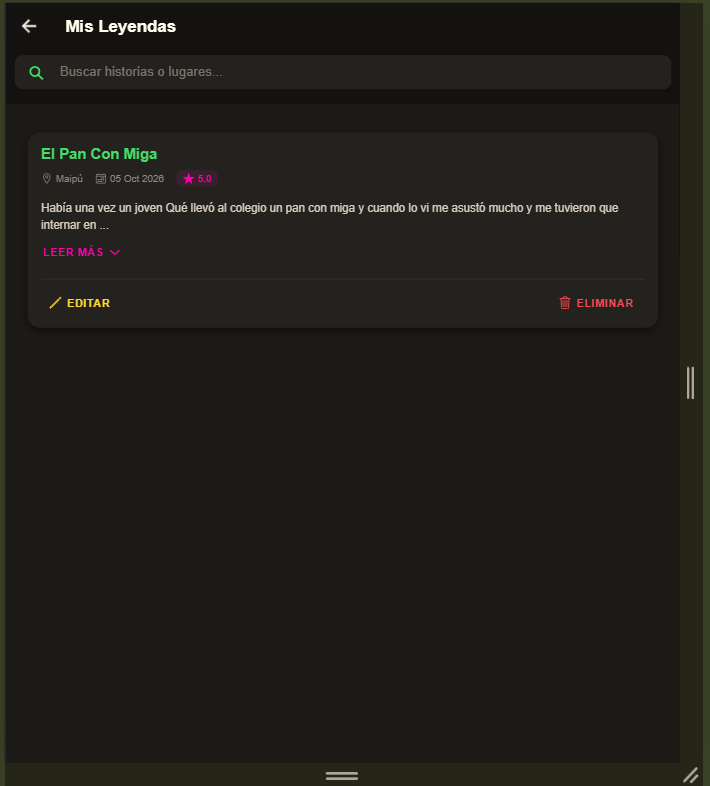 Mis Leyendas
Buscar historias o lugares...
El Pan Con Miga
Maipú 05 Oct 2026 5.0
Había una vez un joven Qué llevó al colegio un pan con miga y cuando lo vi me asustó mucho y me tuvieron que
internar en ...
LEER MÁS
EDITAR ELIMINAR